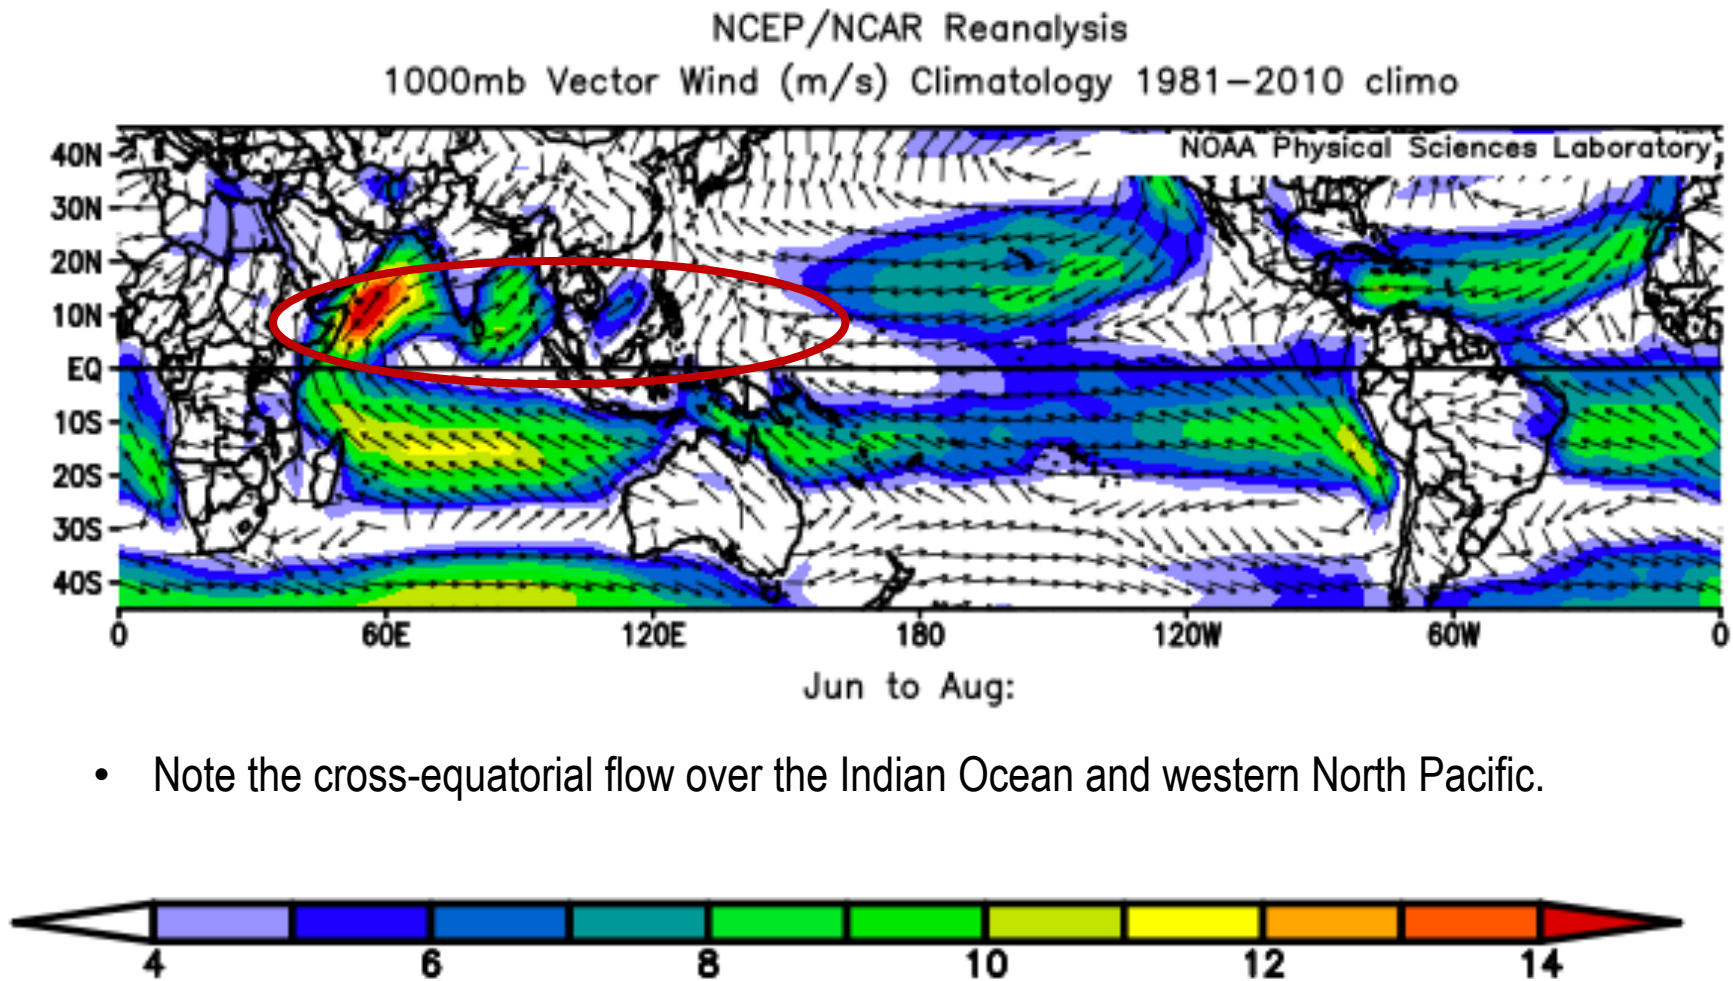 NCEP/NCAR Reanalysis
1000mb Vector Wind (m/s) Climatology 1981−2010 climo
NOAA Physical Sciences Laboratory
40N
30N
20N
10N
EQ
10S
20S
30S
40S
0 60E 120E 180 120W 60W 0
Jun to Aug:
• Note the cross-equatorial flow over the Indian Ocean and western North Pacific.
4 6 8 10 12 14